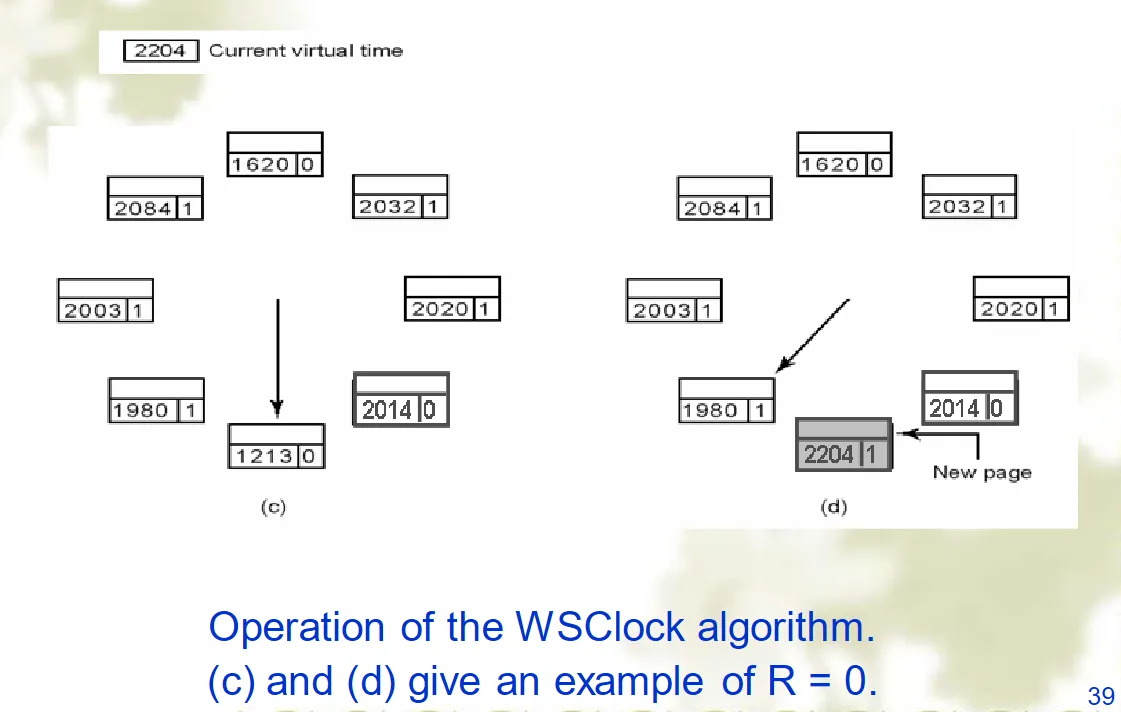 2204 Current virtual time
1620 0
1620 0
2084 1
2032 1
2084 1
2032 1
2003 1
2020 1
2003 1
2020 1
1980 1
2014 0
1980 1
2014 0
1213 0
2204 1
New page
(c)
(d)
Operation of the WSClock algorithm.
(c) and (d) give an example of R = 0.
39